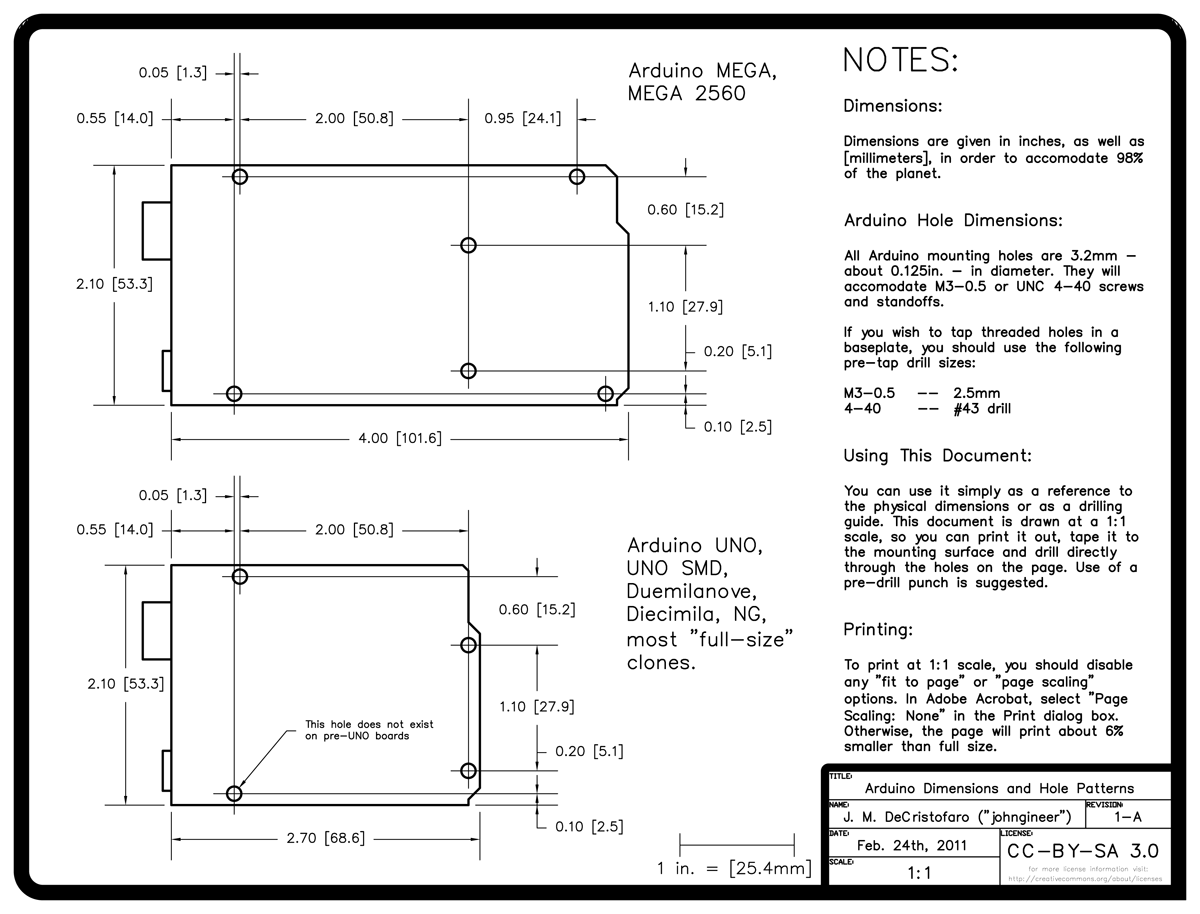 0.05 [1.3]
0.55 [14.0]
2.00 [50.8]
0.95 [24.1]
Arduino MEGA,
MEGA 2560
0.60 [15.2]
2.10 [53.3]
1.10 [27.9]
0.20 [5.1]
0.10 [2.5]
4.00 [101.6]
0.05 [1.3]
0.55 [14.0]
2.00 [50.8]
Arduino UNO,
UNO SMD,
Duemilanove,
Diecimila, NG,
most "full-size"
clones.
0.60 [15.2]
2.10 [53.3]
1.10 [27.9]
This hole does not exist
on pre-UNO boards
0.20 [5.1]
0.10 [2.5]
2.70 [68.6]
1 in. = [25.4mm]
NOTES:
Dimensions:
Dimensions are given in inches, as well as
[millimeters], in order to accomodate 98%
of the planet.
Arduino Hole Dimensions:
All Arduino mounting holes are 3.2mm -
about 0.125in. - in diameter. They will
accomodate M3-0.5 or UNC 4-40 screws
and standoffs.
If you wish to tap threaded holes in a
baseplate, you should use the following
pre-tap drill sizes:
M3-0.5 -- 2.5mm
4-40 -- #43 drill
Using This Document:
You can use it simply as a reference to
the physical dimensions or as a drilling
guide. This document is drawn at a 1:1
scale, so you can print it out, tape it to
the mounting surface and drill directly
through the holes on the page. Use of a
pre-drill punch is suggested.
Printing:
To print at 1:1 scale, you should disable
any "fit to page" or "page scaling"
options. In Adobe Acrobat, select "Page
Scaling: None" in the Print dialog box.
Otherwise, the page will print about 6%
smaller than full size.
TITLE:
Arduino Dimensions and Hole Patterns
NAME:
J. M. DeCristofaro ("johngineer")
REVISION:
1-A
DATE:
Feb. 24th, 2011
LICENSE:
CC-BY-SA 3.0
for more license information visit:
http://creativecommons.org/about/licenses
SCALE:
1:1